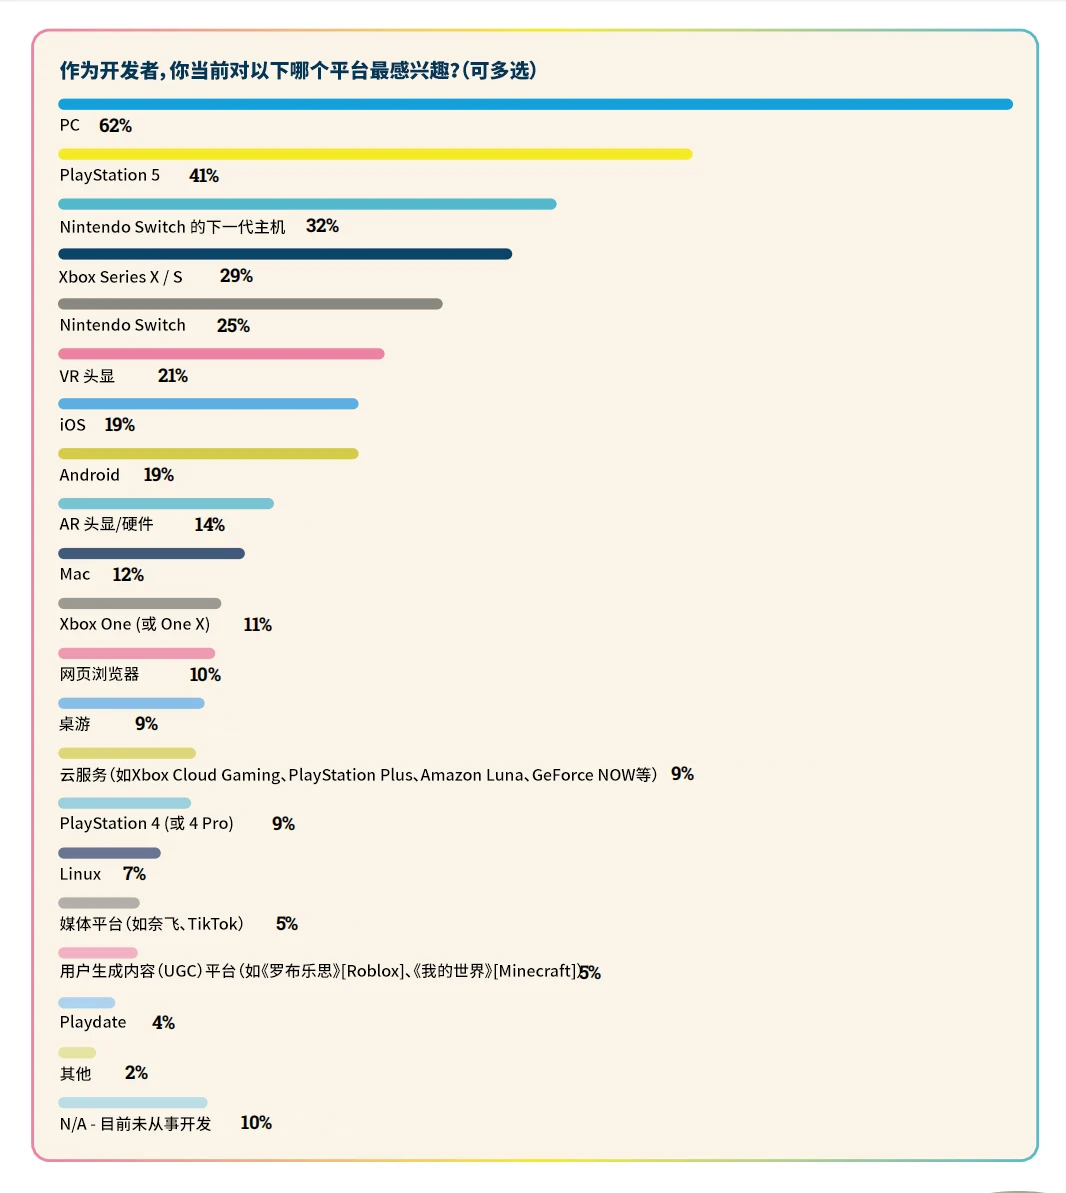 作为开发者，你当前对以下哪个平台最感兴趣？（可多选）
PC 62%
PlayStation 5 41%
Nintendo Switch 的下一代主机 32%
Xbox Series X / S 29%
Nintendo Switch 25%
VR 头显 21%
iOS 19%
Android 19%
AR 头显/硬件 14%
Mac 12%
Xbox One (或 One X) 11%
网页浏览器 10%
桌游 9%
云服务（如Xbox Cloud Gaming、PlayStation Plus、Amazon Luna、GeForce NOW等） 9%
PlayStation 4 (或 4 Pro) 9%
Linux 7%
媒体平台（如奈飞、TikTok） 5%
用户生成内容（UGC）平台（如《罗布乐思》[Roblox]、《我的世界》[Minecraft]） 5%
Playdate 4%
其他 2%
N/A - 目前未从事开发 10%